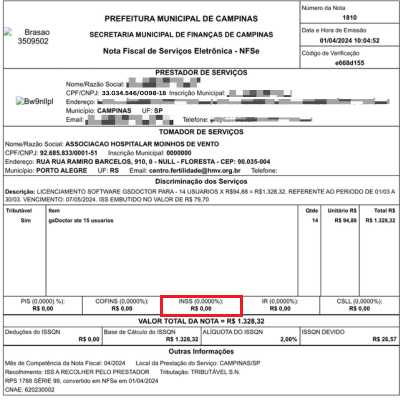 Brasao
3509502
PREFEITURA MUNICIPAL DE CAMPINAS
SECRETARIA MUNICIPAL DE FINANÇAS DE CAMPINAS
Nota Fiscal de Serviços Eletrônica - NFSe
Número da Nota
1810
Data e Hora de Emissão
01/04/2024 10:04:52
Código de Verificação
e668d155
PRESTADOR DE SERVIÇOS
Bw9nIlpl
Nome/Razão Social:
CPF/CNPJ: 33.034.546/0098-18 Inscrição Municipal:
Endereço:
Município: CAMPINAS UF: SP
Email: Telefone:
TOMADOR DE SERVIÇOS
Nome/Razão Social: ASSOCIACAO HOSPITALAR MOINHOS DE VENTO
CPF/CNPJ: 92.685.833/0001-51 Inscrição Municipal: 0000000
Endereço: RUA RUA RAMIRO BARCELOS, 910, 0 - NULL - FLORESTA - CEP: 90.035-004
Município: PORTO ALEGRE UF: RS Email: centro.fertilidade@hmv.org.br Telefone:
Discriminação dos Serviços
Descrição: LICENCIAMENTO SOFTWARE GSDOCTOR PARA - 14 USUARIOS X R$94,88 = R$1.328,32. REFERENTE AO PERIODO DE 01/03 A
30/03. VENCIMENTO: 07/05/2024. ISS EMBUTIDO NO VALOR DE R$ 79,70
Tributável Item Qtde Unitário R$ Total R$
Sim gsDoctor ate 15 usuarios 14 R$ 94,88 R$ 1.328,32
PIS (0,0000) %): COFINS (0,0000%): INSS (0,0000%): IR (0,0000%): CSLL (0,0000%):
R$ 0,00 R$ 0,00 R$ 0,00 R$ 0,00 R$ 0,00
VALOR TOTAL DA NOTA = R$ 1.328,32
Deduções do ISSQN Base de Cálculo do ISSQN ALÍQUOTA DO ISSQN ISSQN DEVIDO
R$ 0,00 R$ 1.328,32 2,00% R$ 26,57
Outras Informações
Mês de Competência da Nota Fiscal: 04/2024 Local da Prestação do Serviço: CAMPINAS/SP
Recolhimento: ISS A RECOLHER PELO PRESTADOR Tributação: TRIBUTÁVEL S.N.
RPS 1788 SÉRIE 99, convertido em NFSe em 01/04/2024
CNAE: 620230002